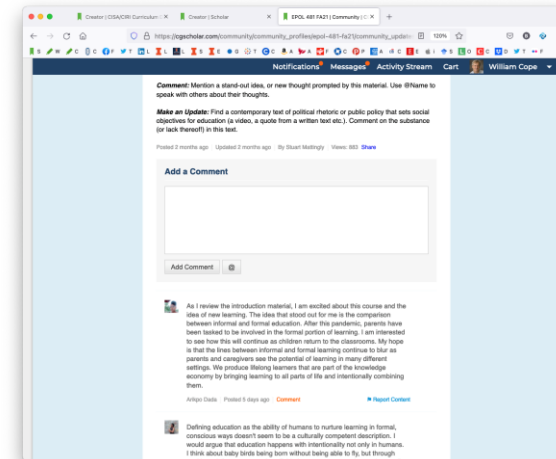 Creator | CISA/CIRI Curriculum
Creator | Scholar
EPOL 481 FA21 | Community |
https://cgscholar.com/community/community_profiles/epol-481-fa21/community_update
120%
Notifications Messages Activity Stream Cart William Cope
Comment: Mention a stand-out idea, or new thought prompted by this material. Use @Name to
speak with others about their thoughts.
Make an Update: Find a contemporary text of political rhetoric or public policy that sets social
objectives for education (a video, a quote from a written text etc.). Comment on the substance
(or lack thereof!) in this text.
Posted 2 months ago Updated 2 months ago By Stuart Mattingly Views: 883 Share
Add a Comment
Add Comment @
As I review the introduction material, I am excited about this course and the
idea of new learning. The idea that stood out for me is the comparison
between informal and formal education. After this pandemic, parents have
been tasked to be involved in the formal portion of learning. I am interested
to see how this will continue as children return to the classrooms. My hope
is that the lines between informal and formal learning continue to blur as
parents and caregivers see the potential of learning in many different
settings. We produce lifelong learners that are part of the knowledge
economy by bringing learning to all parts of life and intentionally combining
them.
Posted 5 days ago Comment Report Content
Defining education as the ability of humans to nurture learning in formal,
conscious ways doesn't seem to be a culturally competent description. I
would argue that education happens with intentionality not only in humans.
I think about baby birds being born without being able to fly, but through